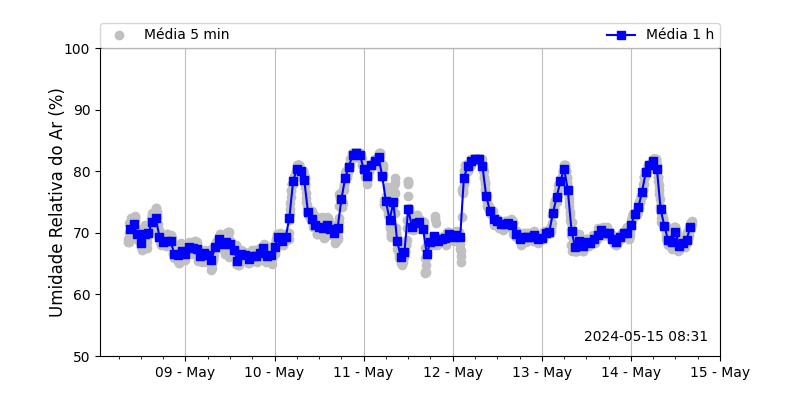 Média 5 min
Média 1 h
Umidade Relativa do Ar (%)
100
90
80
70
60
50
2024-05-15 08:31
09 - May
10 - May
11 - May
12 - May
13 - May
14 - May
15 - May